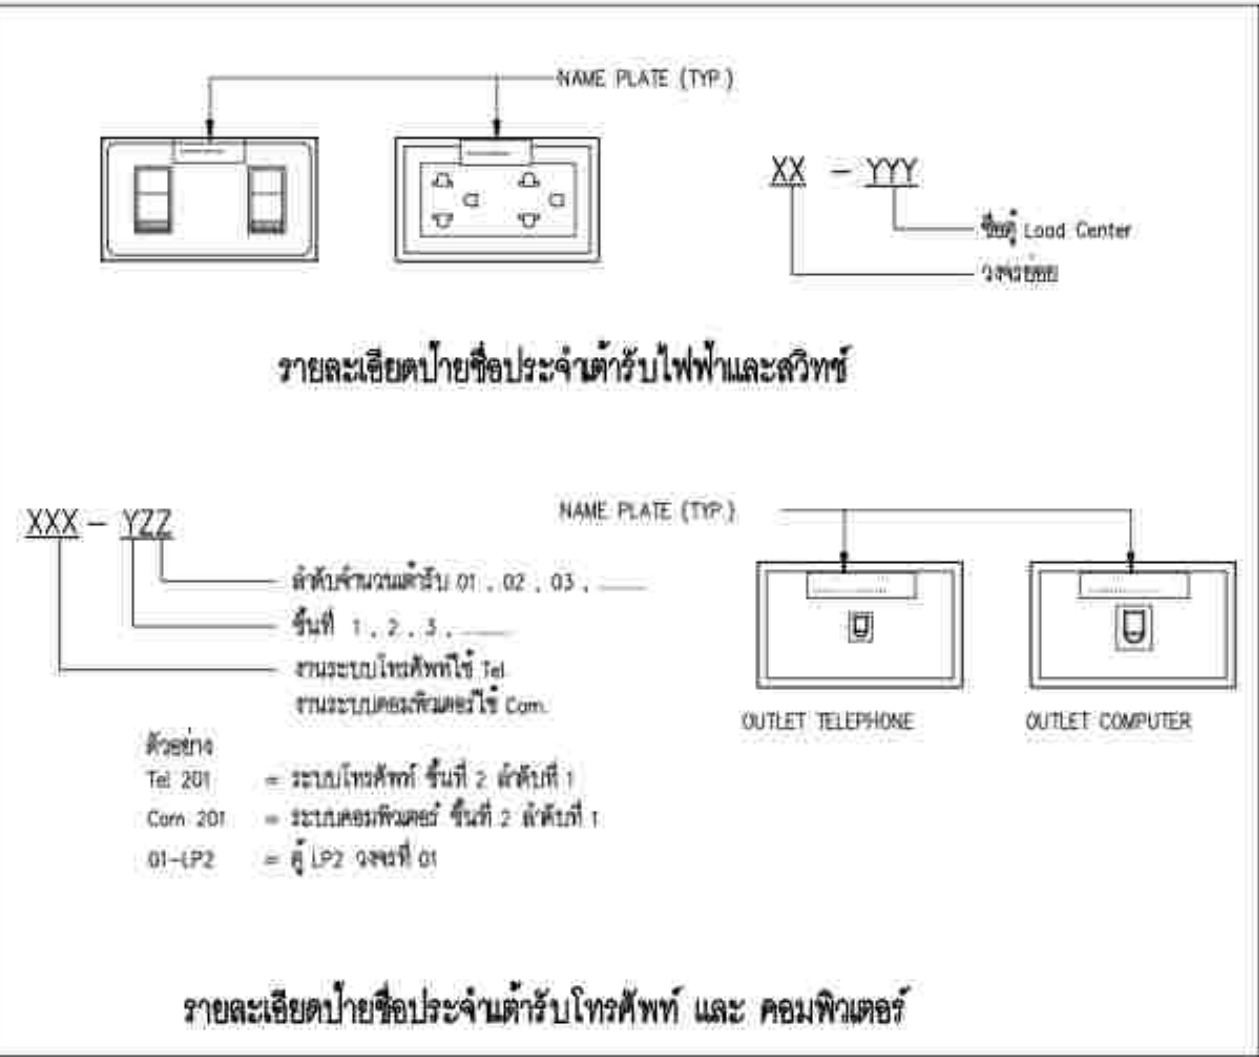 NAME PLATE (TYP.)
XX - YYY
ชื่อตู้ Load Center
วงจรย่อย
รายละเอียดป้ายชื่อประจำเต้ารับไฟฟ้าและสวิทซ์
XXX - YZZ
NAME PLATE (TYP.)
ลำดับจำนวนเต้ารับ 01 , 02 , 03 , ........
ชั้นที่ 1 , 2 , 3 , ........
งานระบบโทรศัพท์ใช้ Tel.
งานระบบคอมพิวเตอร์ใช้ Com.
OUTLET TELEPHONE
OUTLET COMPUTER
ตัวอย่าง
Tel 201 = ระบบโทรศัพท์ ชั้นที่ 2 ลำดับที่ 1
Com 201 = ระบบคอมพิวเตอร์ ชั้นที่ 2 ลำดับที่ 1
01-LP2 = ตู้ LP2 วงจรที่ 01
รายละเอียดป้ายชื่อประจำเต้ารับโทรศัพท์ และ คอมพิวเตอร์